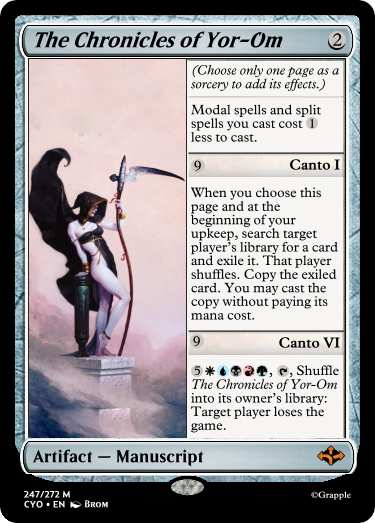 The Chronicles of Yor-Om 2
(Choose only one page as a
sorcery to add its effects.)
Modal spells and split
spells you cast cost 1
less to cast.
9 Canto I
When you choose this
page and at the
beginning of your
upkeep, search target
player's library for a card
and exile it. That player
shuffles. Copy the exiled
card. You may cast the
copy without paying its
mana cost.
9 Canto VI
5, , Shuffle
The Chronicles of Yor-Om
into its owner's library:
Target player loses the
game.
Artifact — Manuscript
247/272 M
CYO • EN Brom
©Grapple